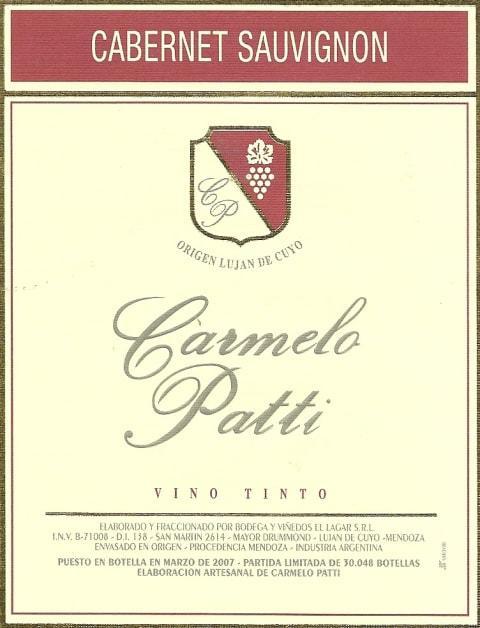 CABERNET SAUVIGNON
CP
ORIGEN LUJAN DE CUYO
Carmelo
Patti
VINO TINTO
ELABORADO Y FRACCIONADO POR BODEGA Y VIÑEDOS EL LAGAR S.R.L.
I.N.V. B-71008 - D.I. 138 - SAN MARTIN 2614 - MAYOR DRUMMOND - LUJAN DE CUYO -MENDOZA
ENVASADO EN ORIGEN - PROCEDENCIA MENDOZA - INDUSTRIA ARGENTINA
PUESTO EN BOTELLA EN MARZO DE 2007 - PARTIDA LIMITADA DE 30.048 BOTELLAS
ELABORACION ARTESANAL DE CARMELO PATTI